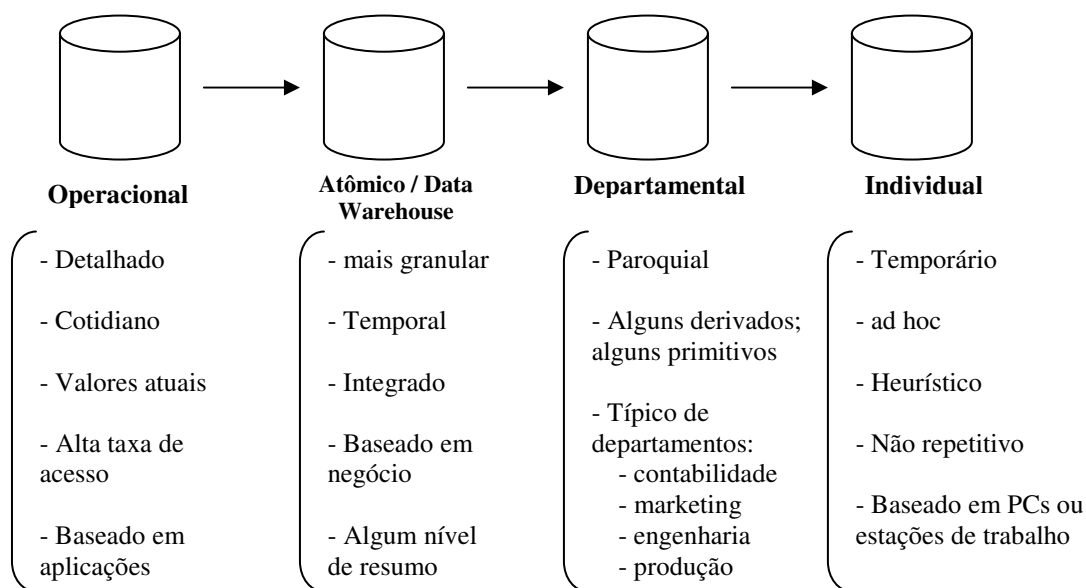 Operacional
Atômico / Data
Warehouse
Departamental
Individual
- Detalhado
- Cotidiano
- Valores atuais
- Alta taxa de
acesso
- Baseado em
aplicações
- mais granular
- Temporal
- Integrado
- Baseado em
negócio
- Algum nível
de resumo
- Paroquial
- Alguns derivados;
alguns primitivos
- Típico de
departamentos:
- contabilidade
- marketing
- engenharia
- produção
- Temporário
- ad hoc
- Heurístico
- Não repetitivo
- Baseado em PCs ou
estações de trabalho